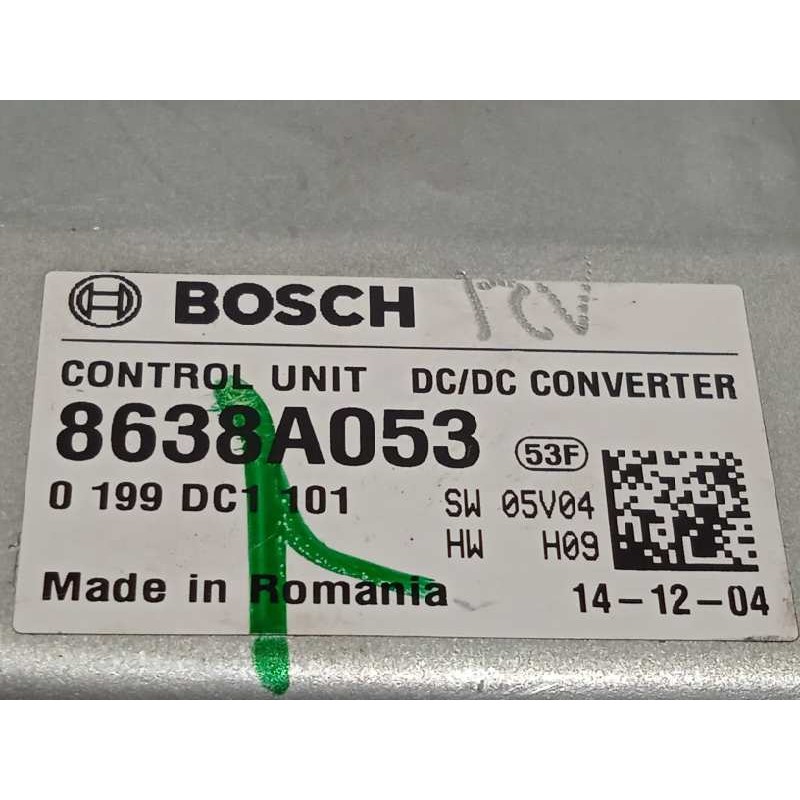 BOSCH
CONTROL UNIT DC/DC CONVERTER
8638A053 53F
0 199 DC1 101 SW 05V04
HW H09
Made in Romania 14-12-04